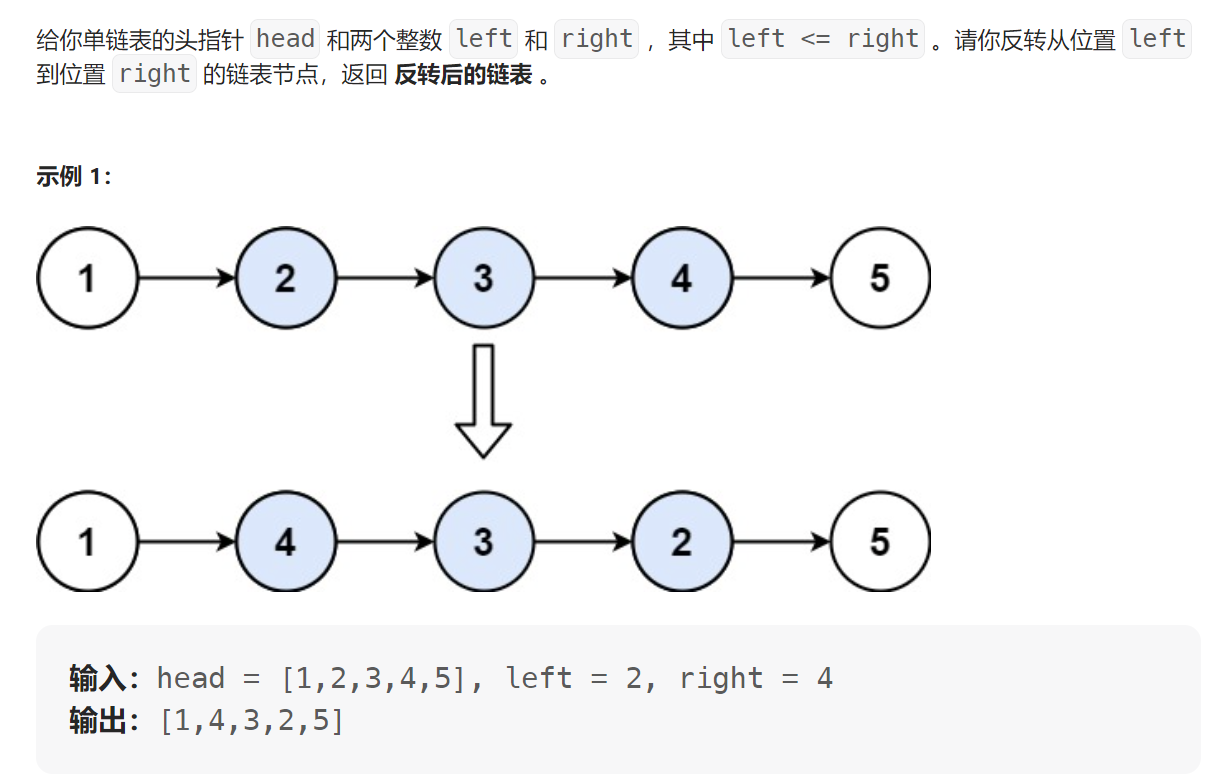 给你单链表的头指针 head 和两个整数 left 和 right ，其中 left <= right 。请你反转从位置 left
到位置 right 的链表节点，返回 反转后的链表 。
示例 1：
1 2 3 4 5
1 4 3 2 5
输入：head = [1,2,3,4,5], left = 2, right = 4
输出：[1,4,3,2,5]